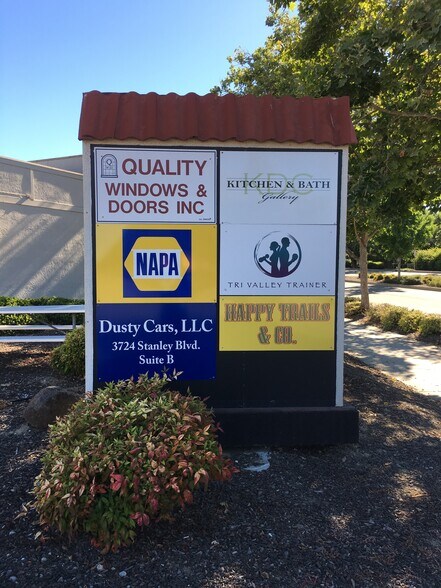 QUALITY
WINDOWS &
DOORS INC
NAPA
Dusty Cars, LLC
3724 Stanley Blvd.
Suite B
KBG
KITCHEN & BATH
Gallery
TRI VALLEY TRAINER
HAPPY TRAILS
& CO.